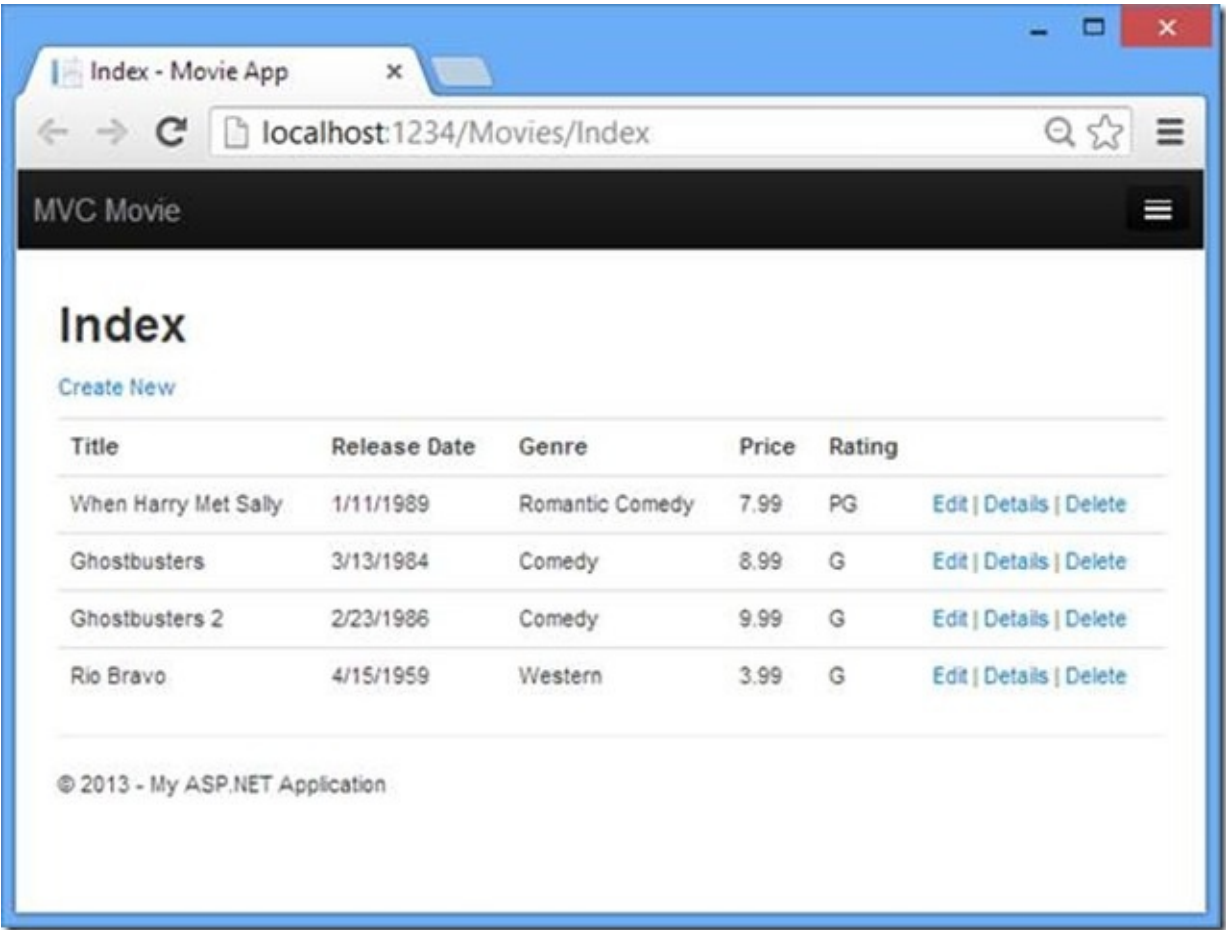 Index - Movie App
localhost:1234/Movies/Index
MVC Movie
Index
Create New
Title Release Date Genre Price Rating
When Harry Met Sally 1/11/1989 Romantic Comedy 7.99 PG Edit | Details | Delete
Ghostbusters 3/13/1984 Comedy 8.99 G Edit | Details | Delete
Ghostbusters 2 2/23/1986 Comedy 9.99 G Edit | Details | Delete
Rio Bravo 4/15/1959 Western 3.99 G Edit | Details | Delete
© 2013 - My ASP.NET Application